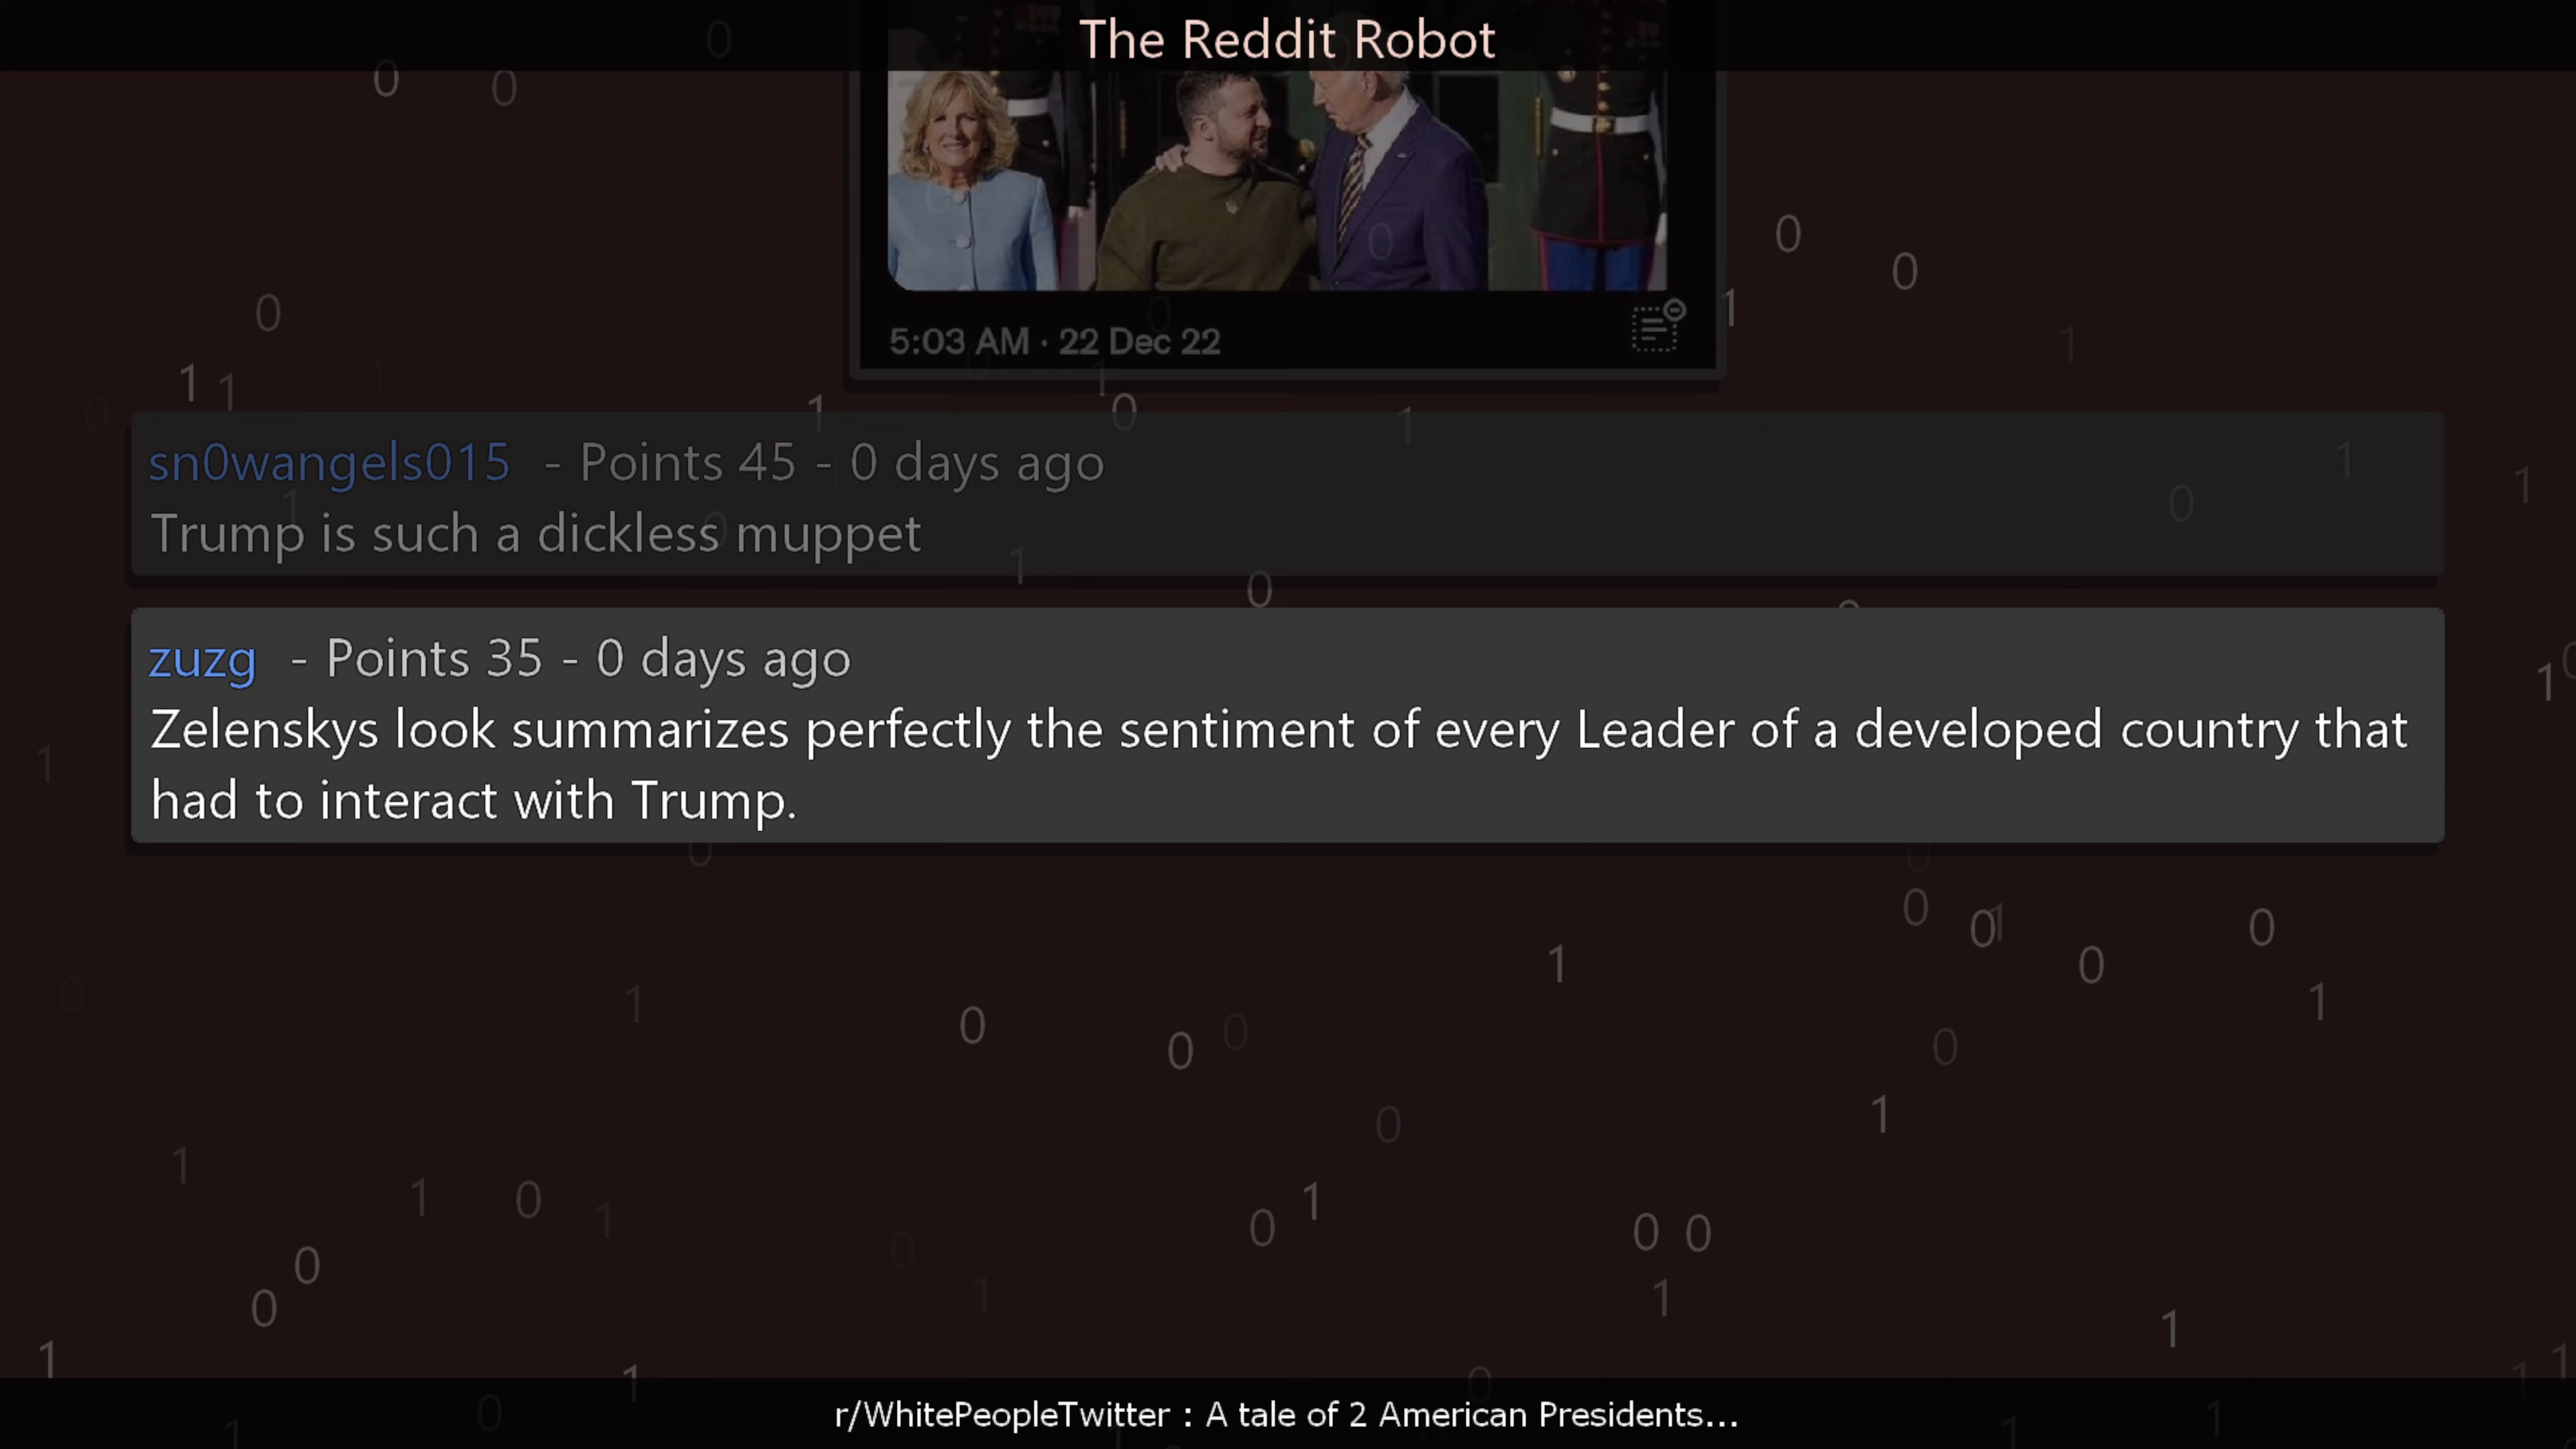 The Reddit Robot
5:03 AM · 22 Dec 22
sn0wangels015 - Points 45 - 0 days ago
Trump is such a dickless muppet
zuzg - Points 35 - 0 days ago
Zelenskys look summarizes perfectly the sentiment of every Leader of a developed country that
had to interact with Trump.
r/WhitePeopleTwitter : A tale of 2 American Presidents...